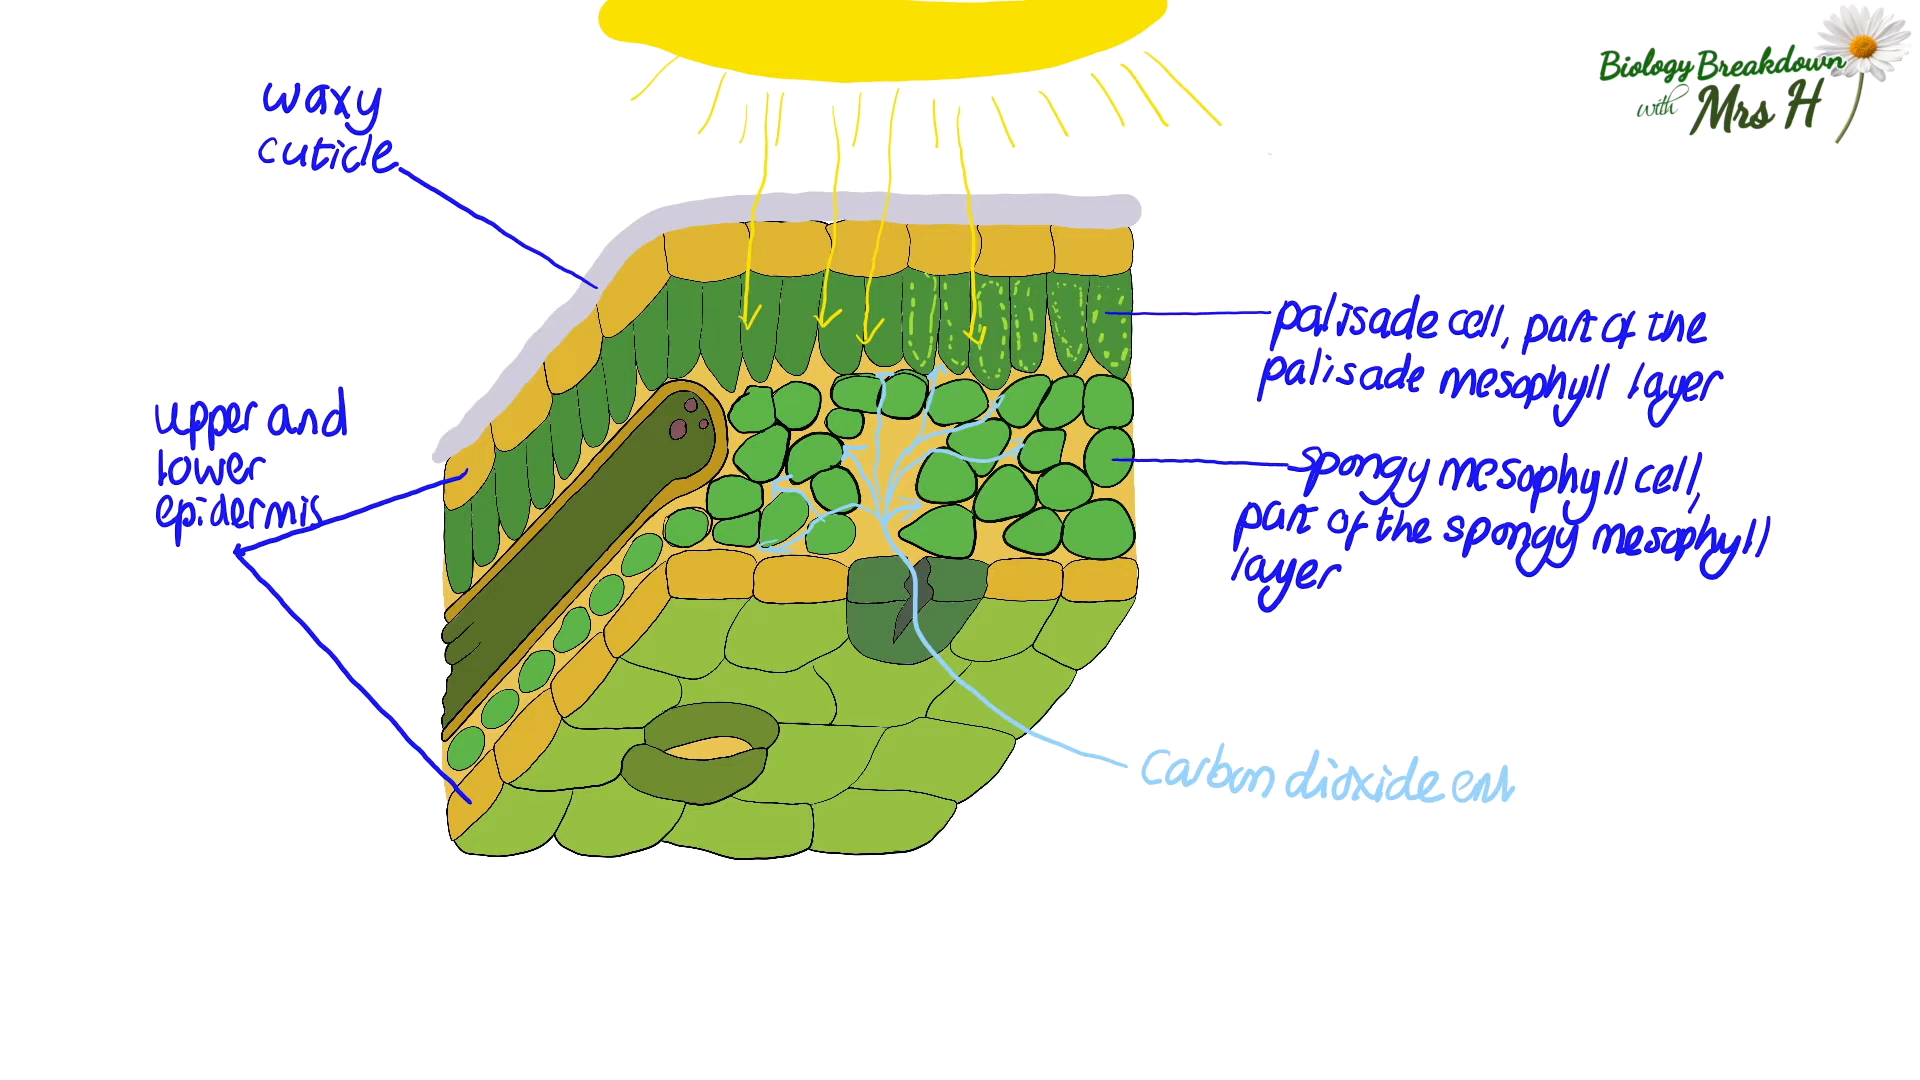 Biology Breakdown
with Mrs H
waxy
cuticle
upper and
lower
epidermis
palisade cell, part of the
palisade mesophyll layer
spongy mesophyll cell,
part of the spongy mesophyll
layer
Carbon dioxide